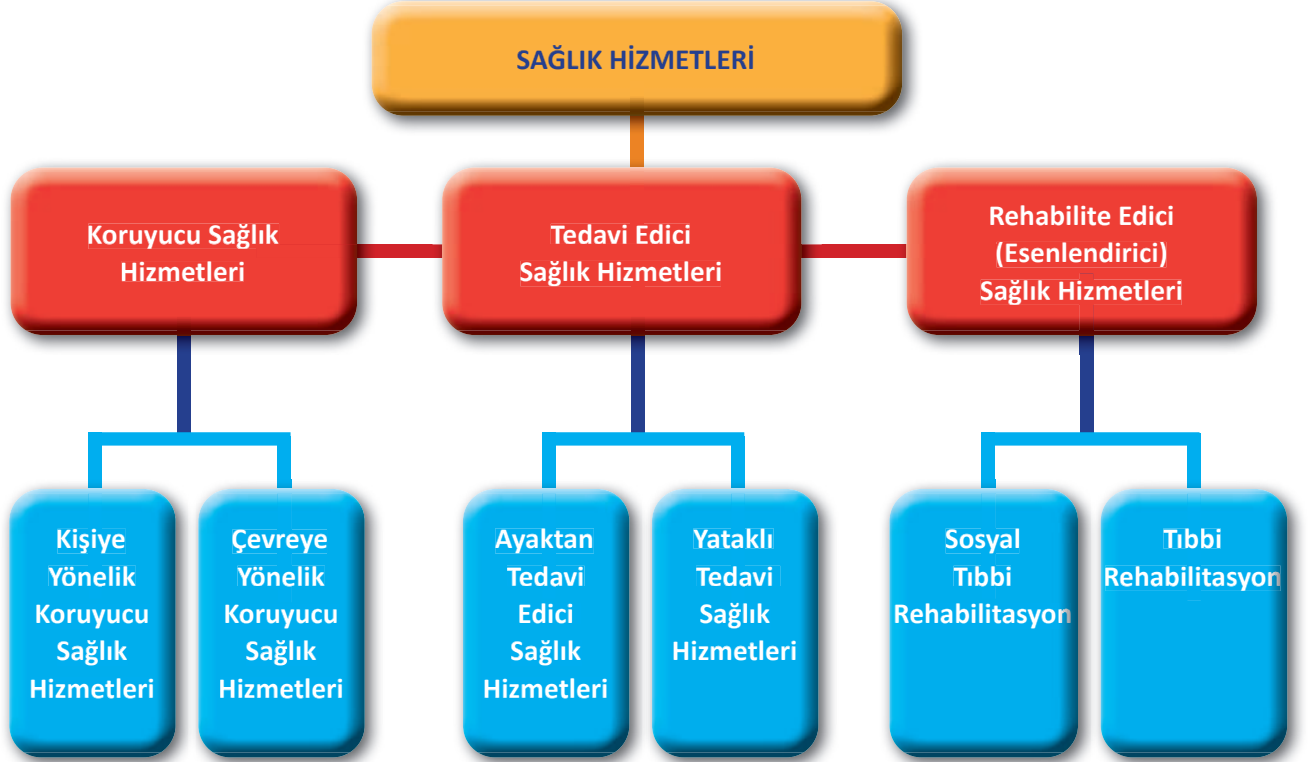 SAĞLIK HİZMETLERİ
Koruyucu Sağlık
Hizmetleri
Tedavi Edici
Sağlık Hizmetleri
Rehabilite Edici
(Esenlendirici)
Sağlık Hizmetleri
Kişiye
Yönelik
Koruyucu
Sağlık
Hizmetleri
Çevreye
Yönelik
Koruyucu
Sağlık
Hizmetleri
Ayaktan
Tedavi
Edici
Sağlık
Hizmetleri
Yataklı
Tedavi
Sağlık
Hizmetleri
Sosyal
Tıbbi
Rehabilitasyon
Tıbbi
Rehabilitasyon